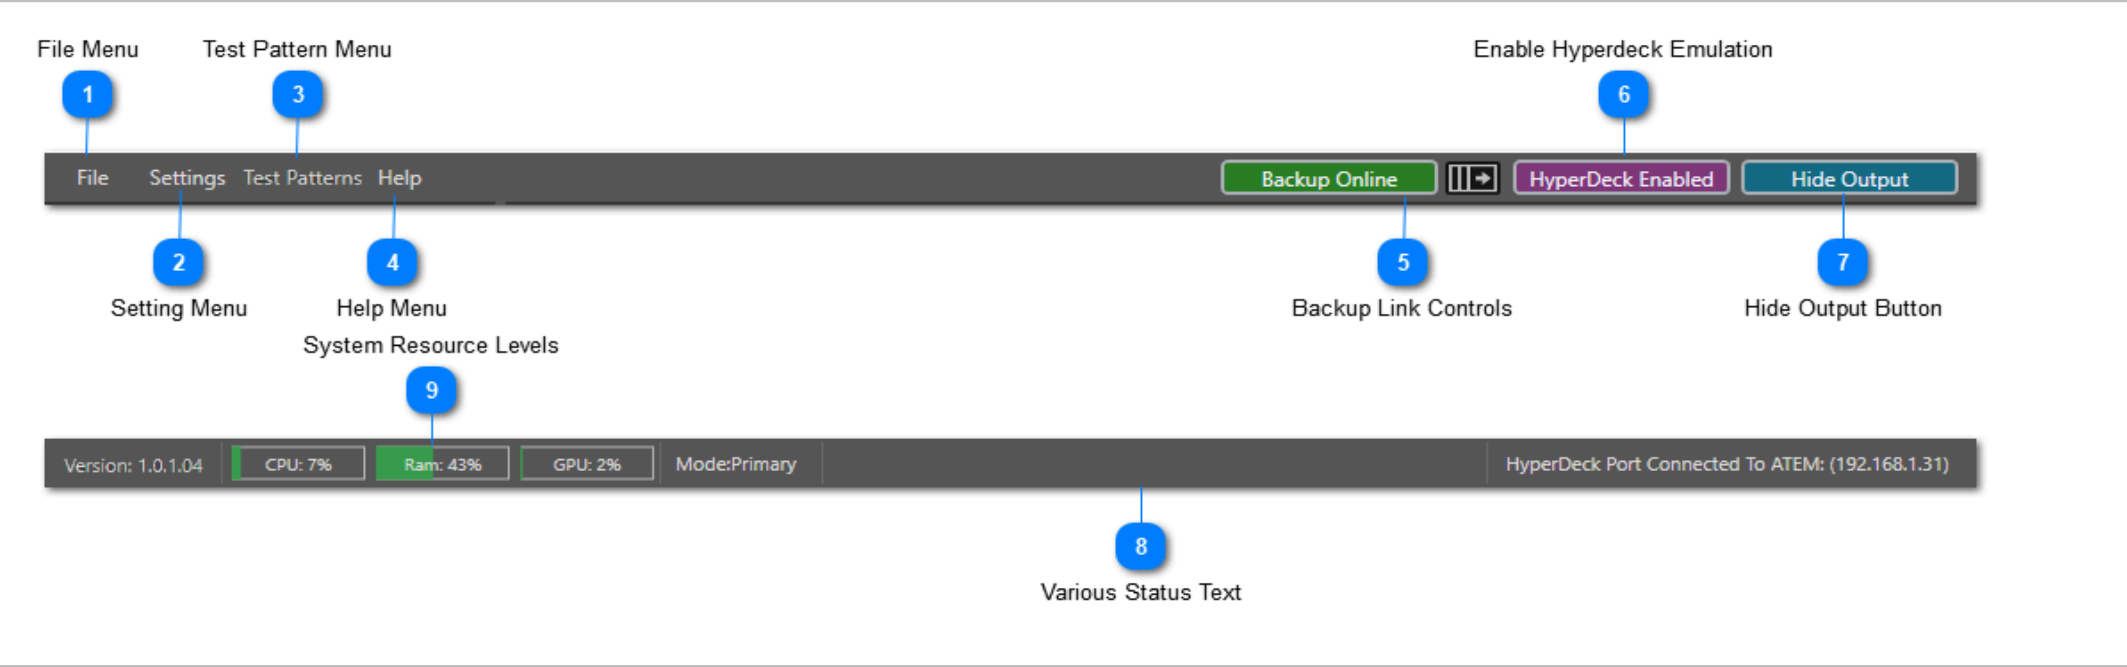 File Menu
Test Pattern Menu
Enable Hyperdeck Emulation
1
3
6
File
Settings
Test Patterns
Help
Backup Online
HyperDeck Enabled
Hide Output
2
4
5
7
Setting Menu
Help Menu
Backup Link Controls
Hide Output Button
System Resource Levels
9
Version: 1.0.1.04
CPU: 7%
Ram: 43%
GPU: 2%
Mode:Primary
HyperDeck Port Connected To ATEM: (192.168.1.31)
8
Various Status Text